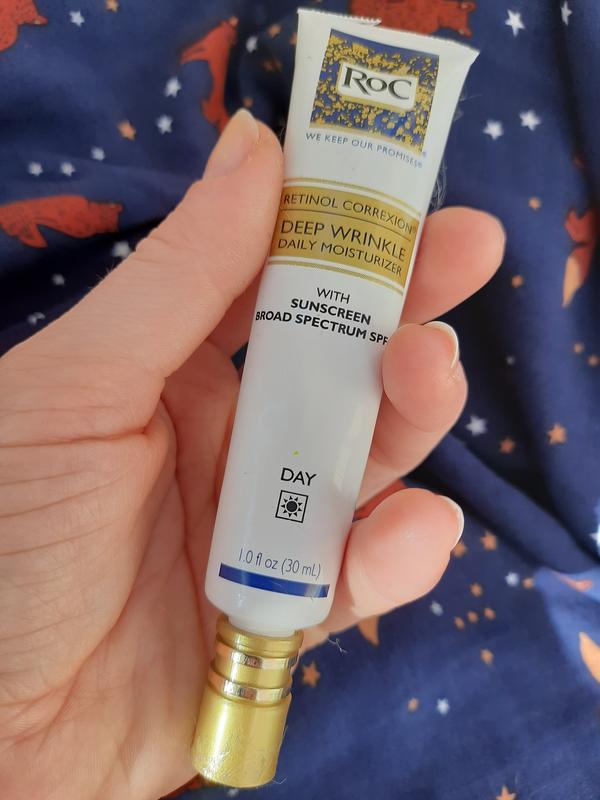 RoC
WE KEEP OUR PROMISES®
RETINOL CORREXION™
DEEP WRINKLE
DAILY MOISTURIZER
WITH
SUNSCREEN
BROAD SPECTRUM SPF
DAY
1.0 fl oz (30 mL)